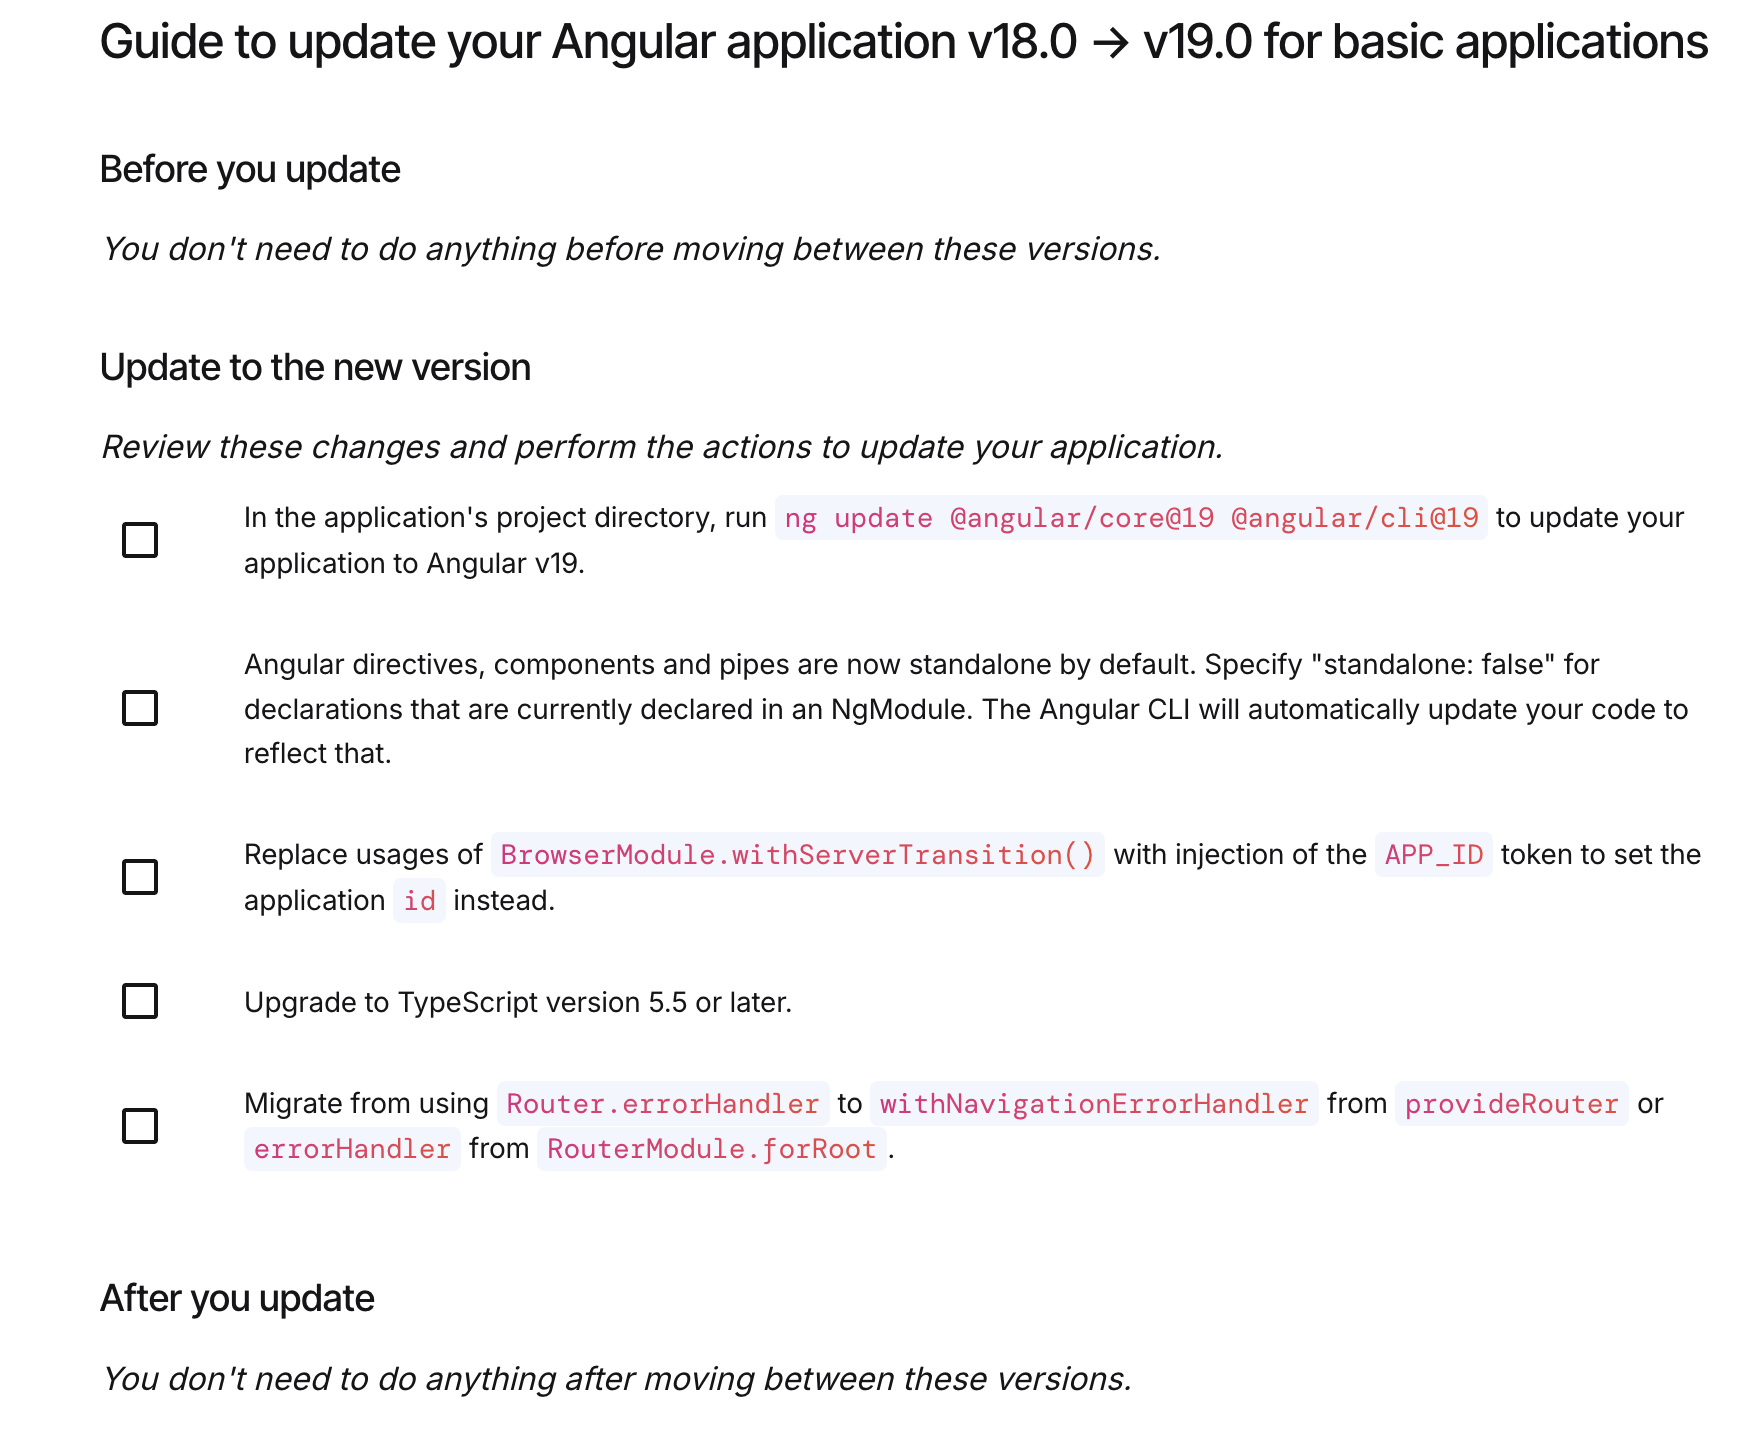 Guide to update your Angular application v18.0 → v19.0 for basic applications
Before you update
You don't need to do anything before moving between these versions.
Update to the new version
Review these changes and perform the actions to update your application.
In the application's project directory, run ng update @angular/core@19 @angular/cli@19 to update your
application to Angular v19.
Angular directives, components and pipes are now standalone by default. Specify "standalone: false" for
declarations that are currently declared in an NgModule. The Angular CLI will automatically update your code to
reflect that.
Replace usages of BrowserModule.withServerTransition() with injection of the APP_ID token to set the
application id instead.
Upgrade to TypeScript version 5.5 or later.
Migrate from using Router.errorHandler to withNavigationErrorHandler from provideRouter or
errorHandler from RouterModule.forRoot.
After you update
You don't need to do anything after moving between these versions.